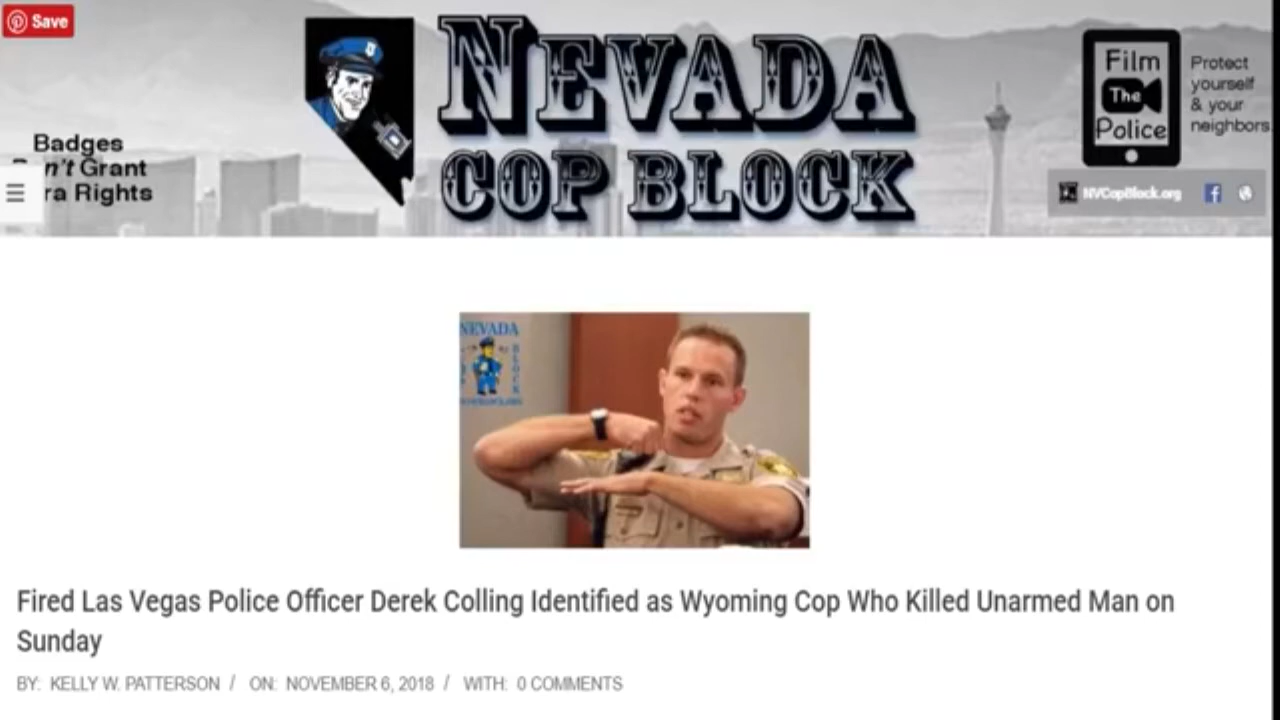 Save
NEVADA
COP BLOCK
Badges
n't Grant
ra Rights
Film
The
Police
Protect
yourself
& your
neighbors
NVCopBlock.org
NEVADA
Fired Las Vegas Police Officer Derek Colling Identified as Wyoming Cop Who Killed Unarmed Man on
Sunday
BY: KELLY W. PATTERSON / ON: NOVEMBER 6, 2018 / WITH: 0 COMMENTS